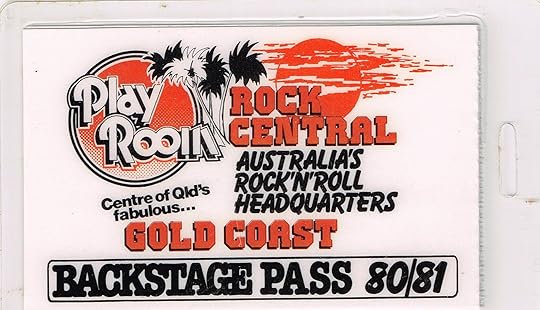 Play
Room
ROCK
CENTRAL
AUSTRALIA'S
ROCK'N'ROLL
HEADQUARTERS
Centre of Qld's
fabulous...
GOLD COAST
BACKSTAGE PASS 80/81